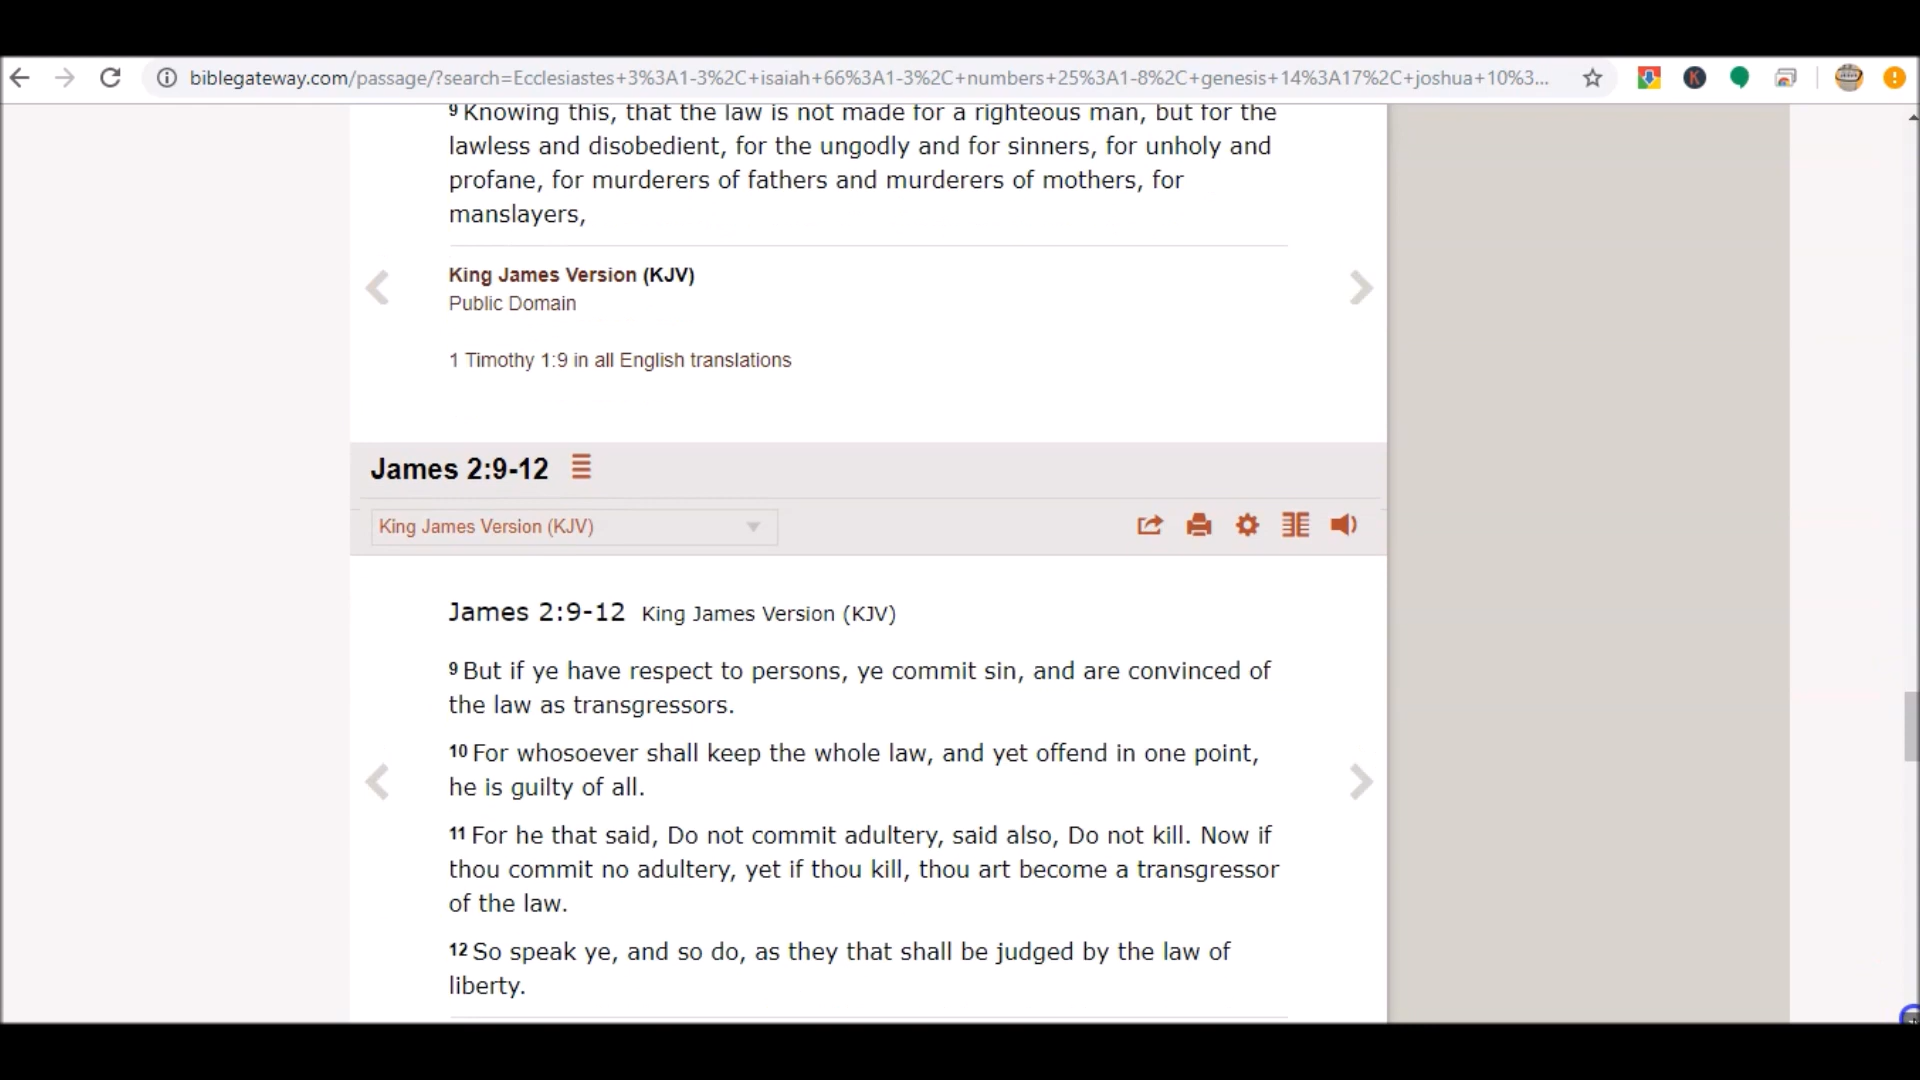 biblegateway.com/passage/?search=Ecclesiastes+3%3A1-3%2C+isaiah+66%3A1-3%2C+numbers+25%3A1-8%2C+genesis+14%3A17%2C+joshua+10%3...
K
9 Knowing this, that the law is not made for a righteous man, but for the
lawless and disobedient, for the ungodly and for sinners, for unholy and
profane, for murderers of fathers and murderers of mothers, for
manslayers,
King James Version (KJV)
Public Domain
1 Timothy 1:9 in all English translations
James 2:9-12
King James Version (KJV)
James 2:9-12 King James Version (KJV)
9 But if ye have respect to persons, ye commit sin, and are convinced of
the law as transgressors.
10 For whosoever shall keep the whole law, and yet offend in one point,
he is guilty of all.
11 For he that said, Do not commit adultery, said also, Do not kill. Now if
thou commit no adultery, yet if thou kill, thou art become a transgressor
of the law.
12 So speak ye, and so do, as they that shall be judged by the law of
liberty.